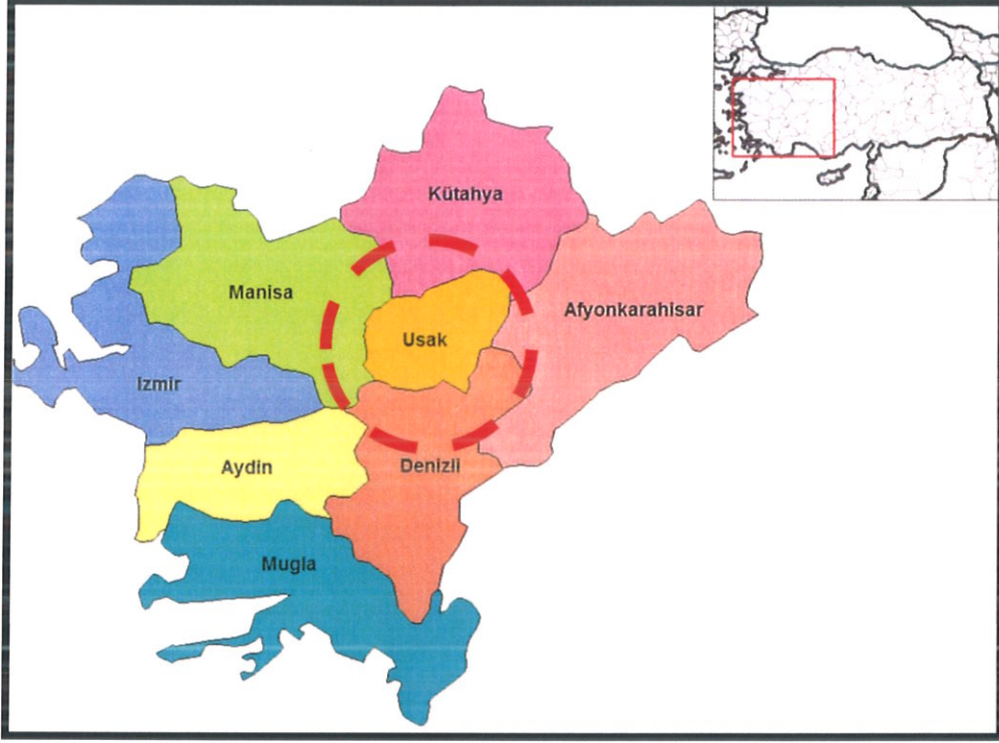 Kütahya
Manisa
Afyonkarahisar
Usak
Izmir
Aydin
Denizli
Mugla